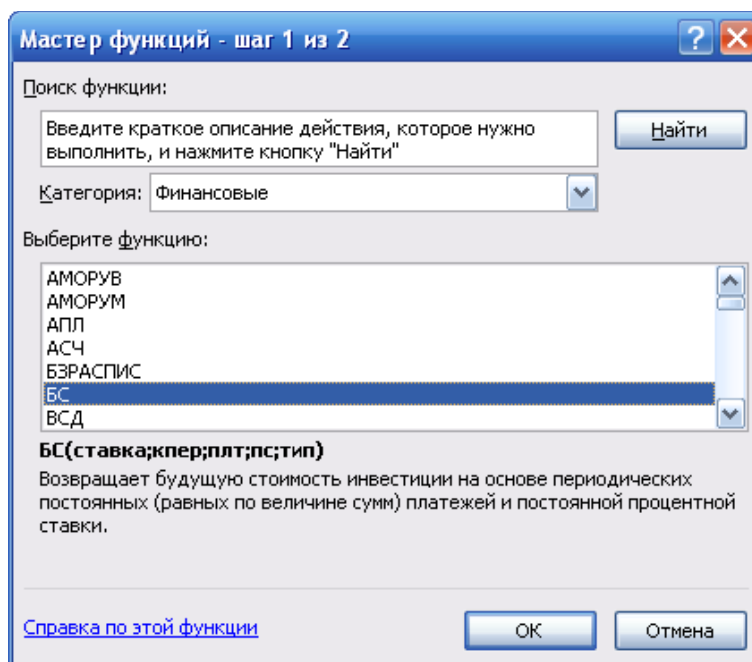 Мастер функций - шаг 1 из 2
Поиск функции:
Введите краткое описание действия, которое нужно
выполнить, и нажмите кнопку "Найти"
Найти
Категория: Финансовые
Выберите функцию:
АМОРУВ
АМОРУМ
АПЛ
АСЧ
БЗРАСПИС
БС
ВСД
БС(ставка;кпер;плт;пс;тип)
Возвращает будущую стоимость инвестиции на основе периодических
постоянных (равных по величине сумм) платежей и постоянной процентной
ставки.
Справка по этой функции
ОК
Отмена